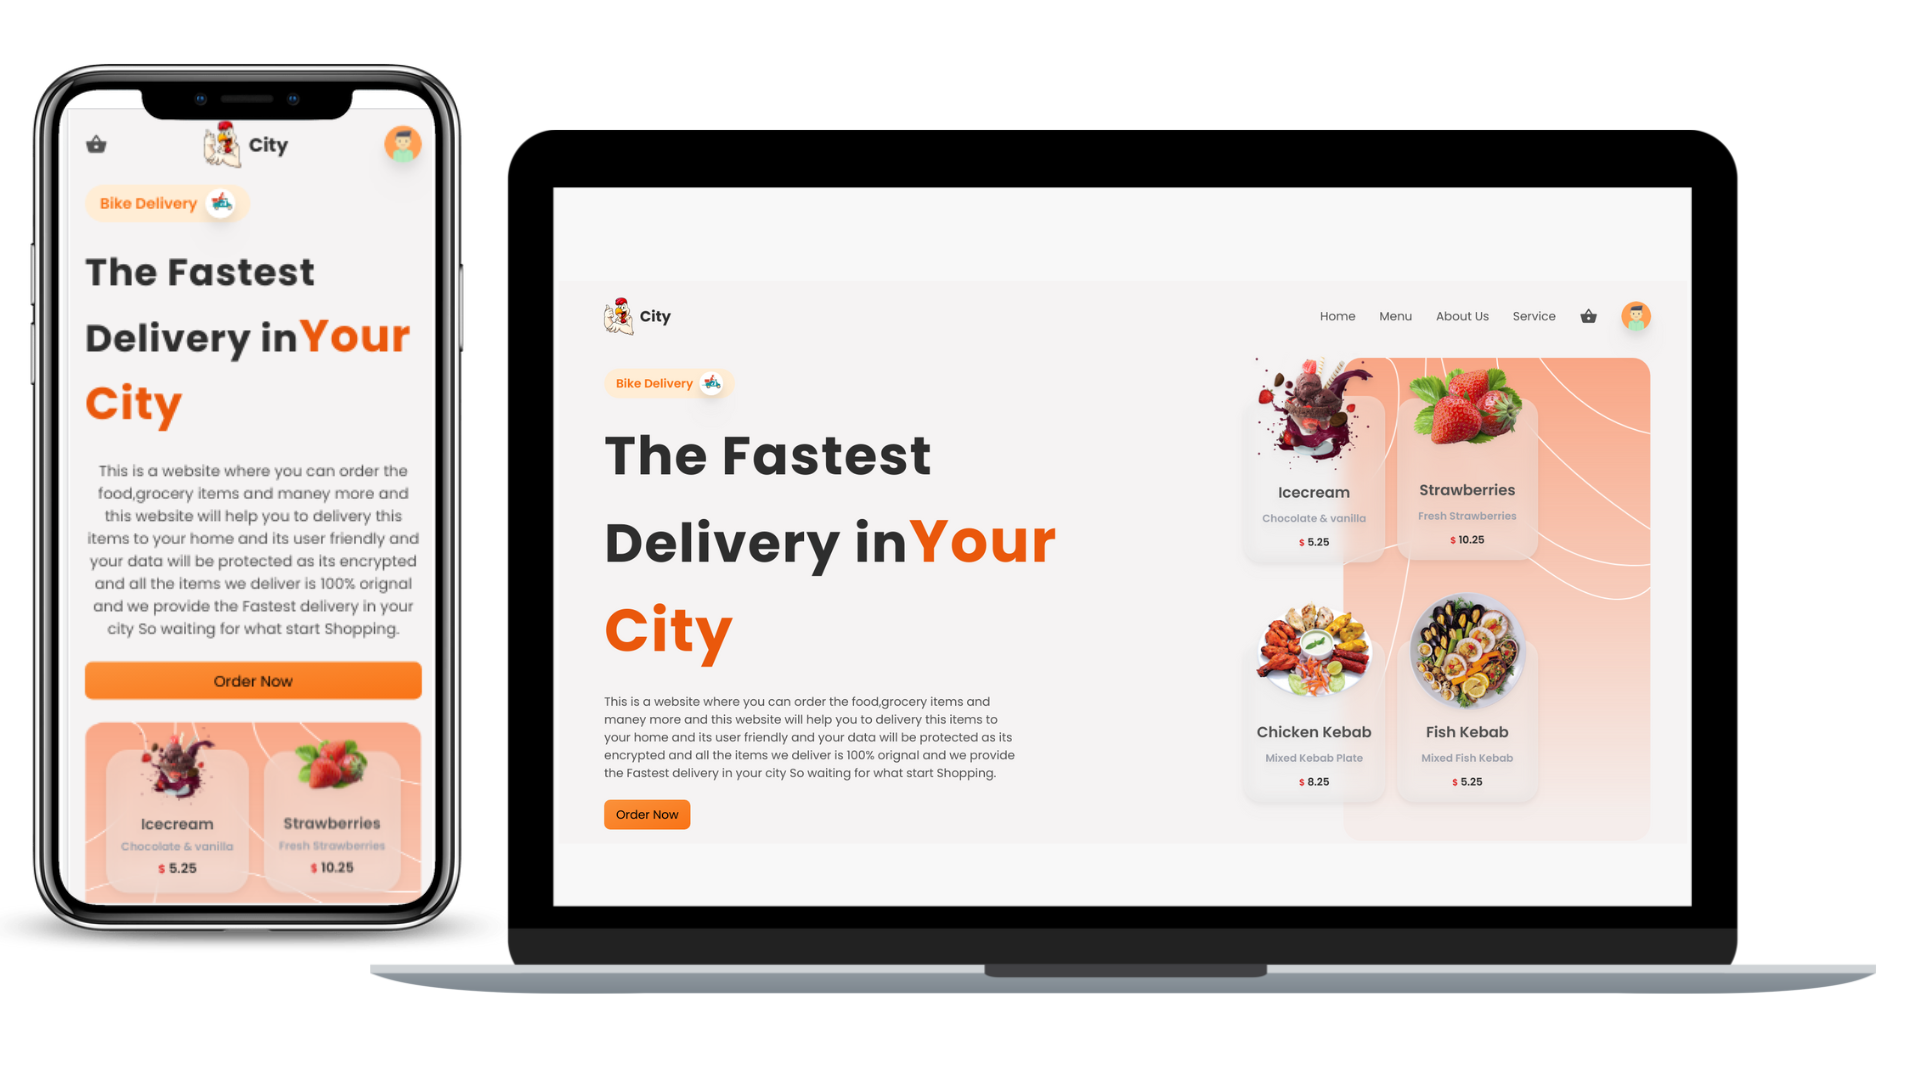 City
Bike Delivery
The Fastest
Delivery inYour
City
This is a website where you can order the
food,grocery items and maney more and
this website will help you to delivery this
items to your home and its user friendly and
your data will be protected as its encrypted
and all the items we deliver is 100% orignal
and we provide the Fastest delivery in your
city So waiting for what start Shopping.
Order Now
Icecream
Chocolate & vanilla
$ 5.25
Strawberries
Fresh Strawberries
$ 10.25
City
Home Menu About Us Service
Bike Delivery
The Fastest
Delivery inYour
City
This is a website where you can order the food,grocery items and
maney more and this website will help you to delivery this items to
your home and its user friendly and your data will be protected as its
encrypted and all the items we deliver is 100% orignal and we provide
the Fastest delivery in your city So waiting for what start Shopping.
Order Now
Icecream
Chocolate & vanilla
$ 5.25
Strawberries
Fresh Strawberries
$ 10.25
Chicken Kebab
Mixed Kebab Plate
$ 8.25
Fish Kebab
Mixed Fish Kebab
$ 5.25